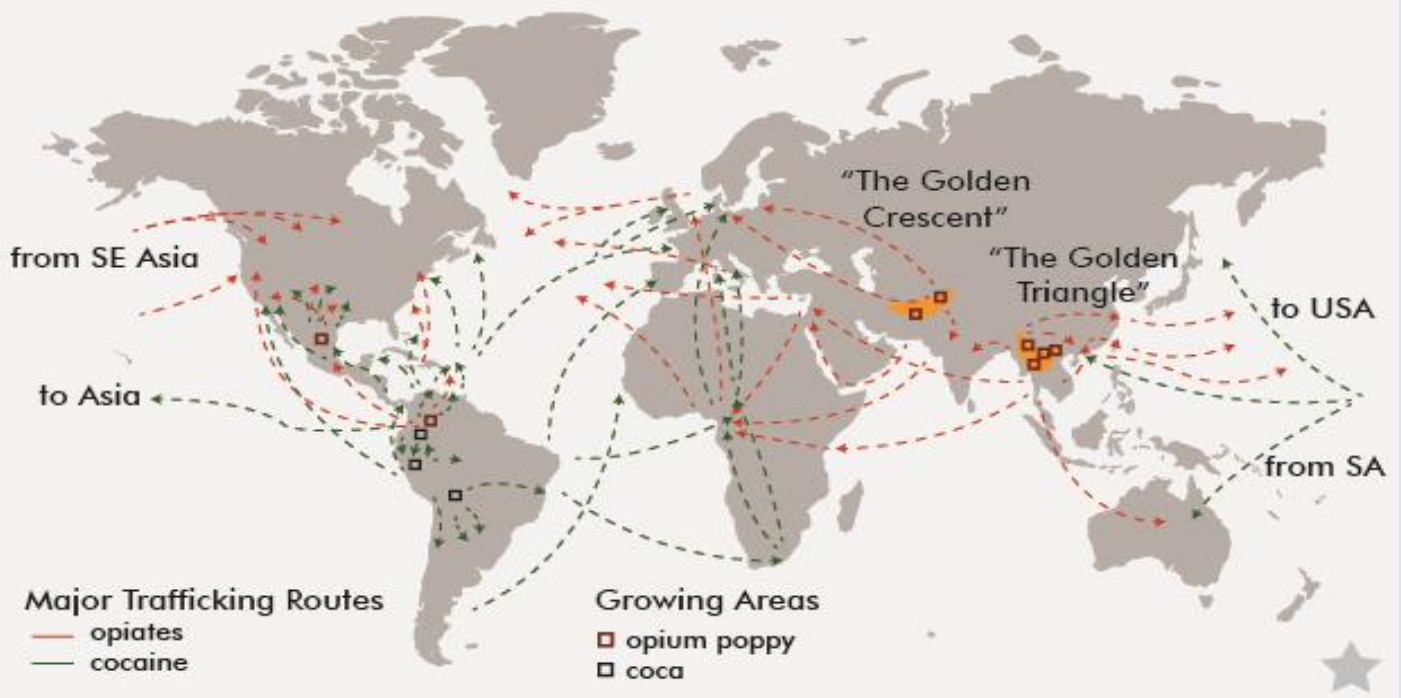 "The Golden
Crescent"
"The Golden
Triangle"
from SE Asia
to USA
to Asia
from SA
Major Trafficking Routes
opiates
cocaine
Growing Areas
opium poppy
coca